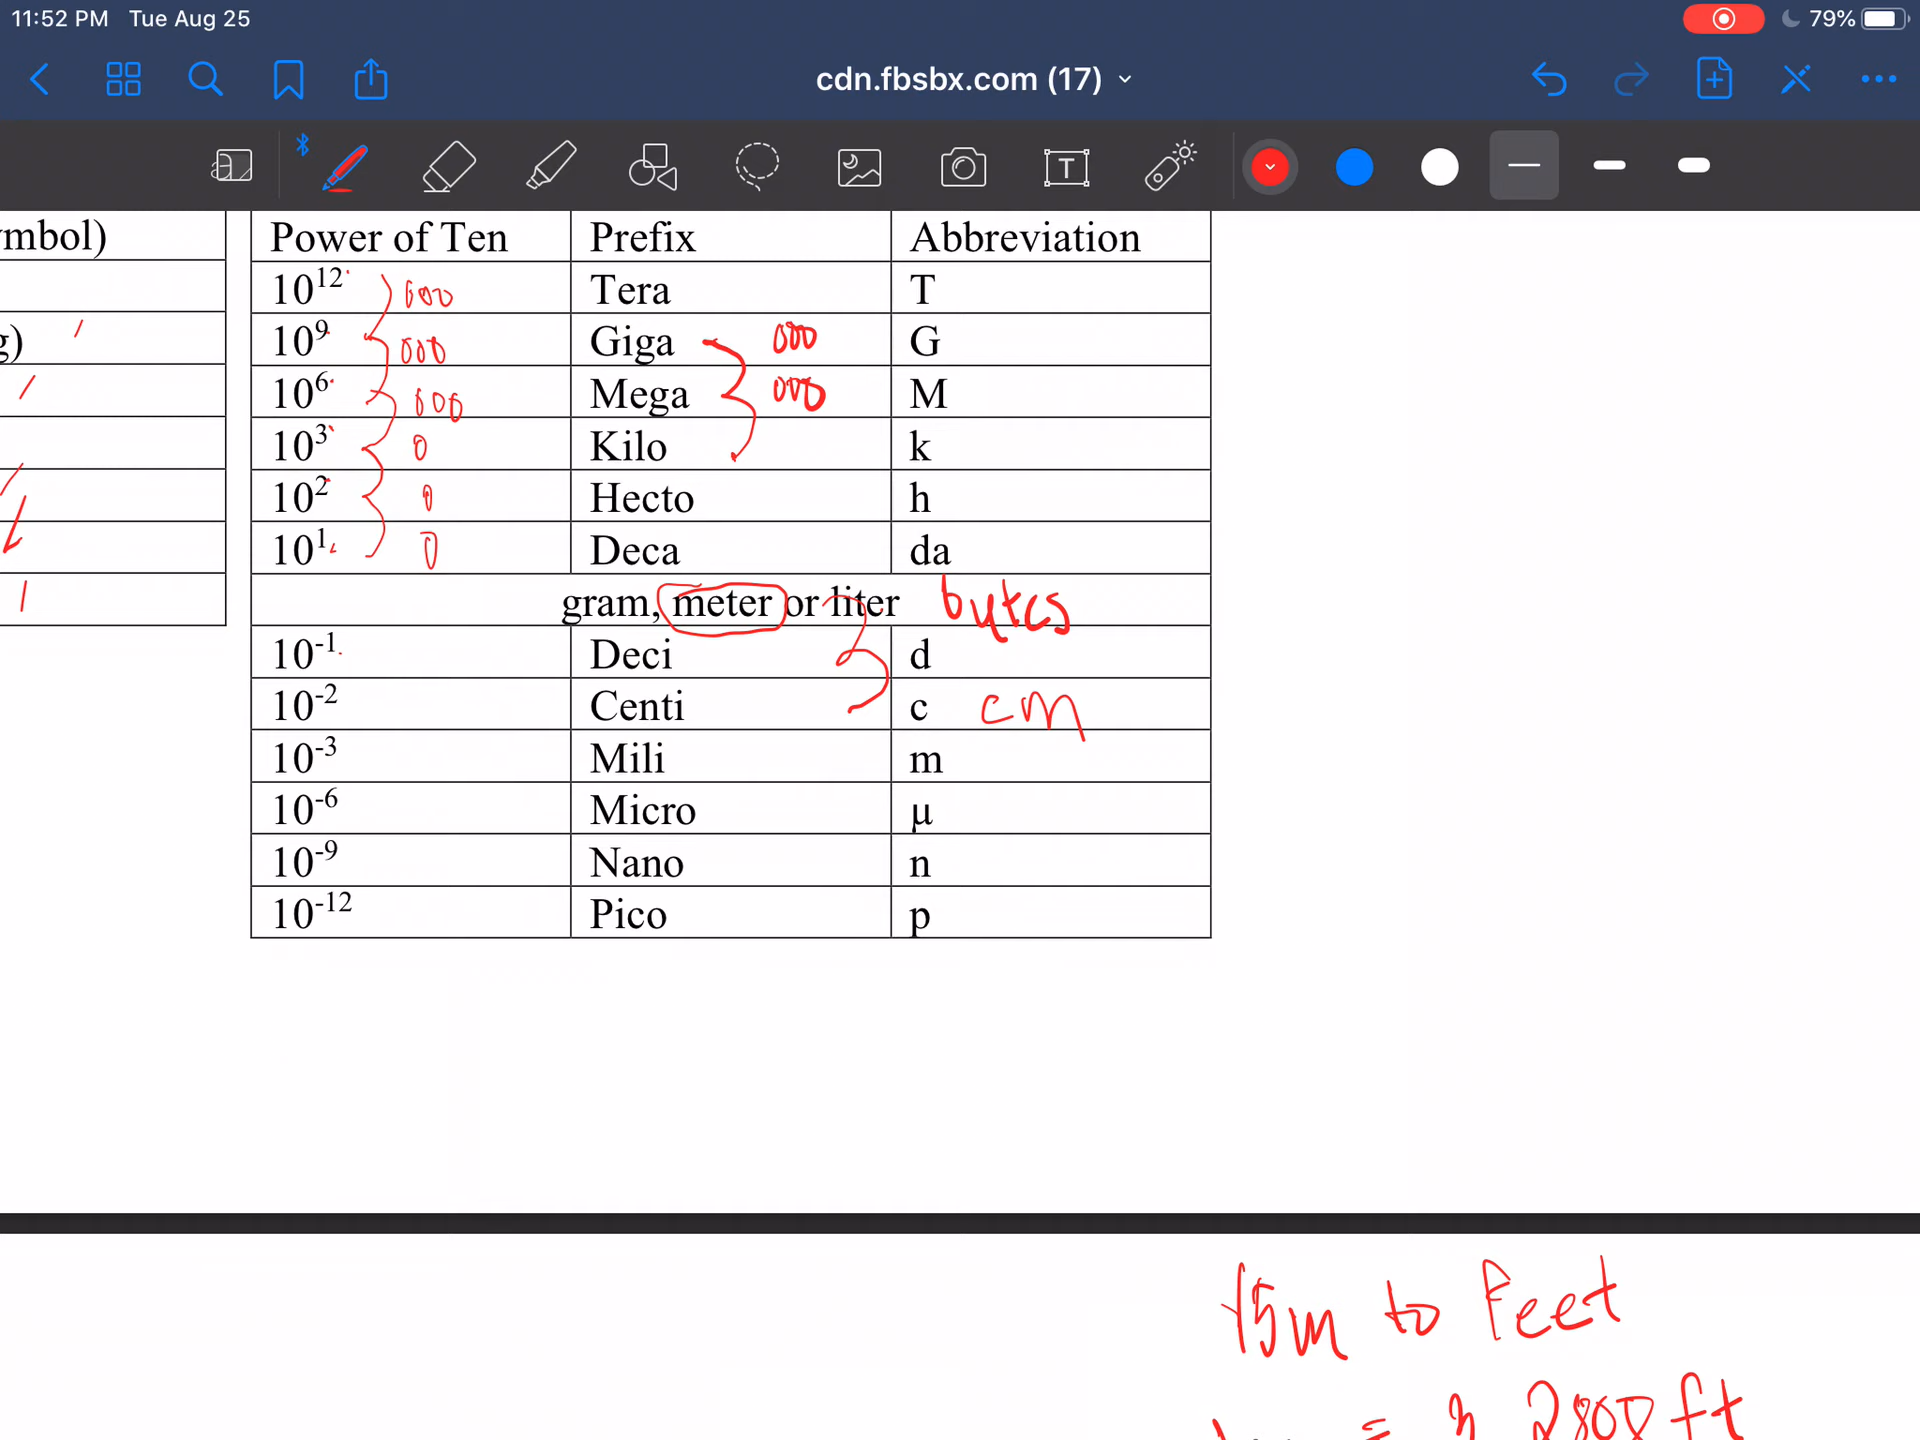 11:52 PM Tue Aug 25 79%
cdn.fbsbx.com (17)
T
ymbol) Power of Ten Prefix Abbreviation
10^12 000 Tera T
g) 10^9 000 Giga 000 G
10^6 000 Mega 000 M
10^3 0 Kilo k
10^2 0 Hecto h
10^1 0 Deca da
gram, meter or liter bytes
10^-1 Deci d
10^-2 Centi c cm
10^-3 Mili m
10^-6 Micro µ
10^-9 Nano n
10^-12 Pico p
15m to Feet
= 3.2808 ft